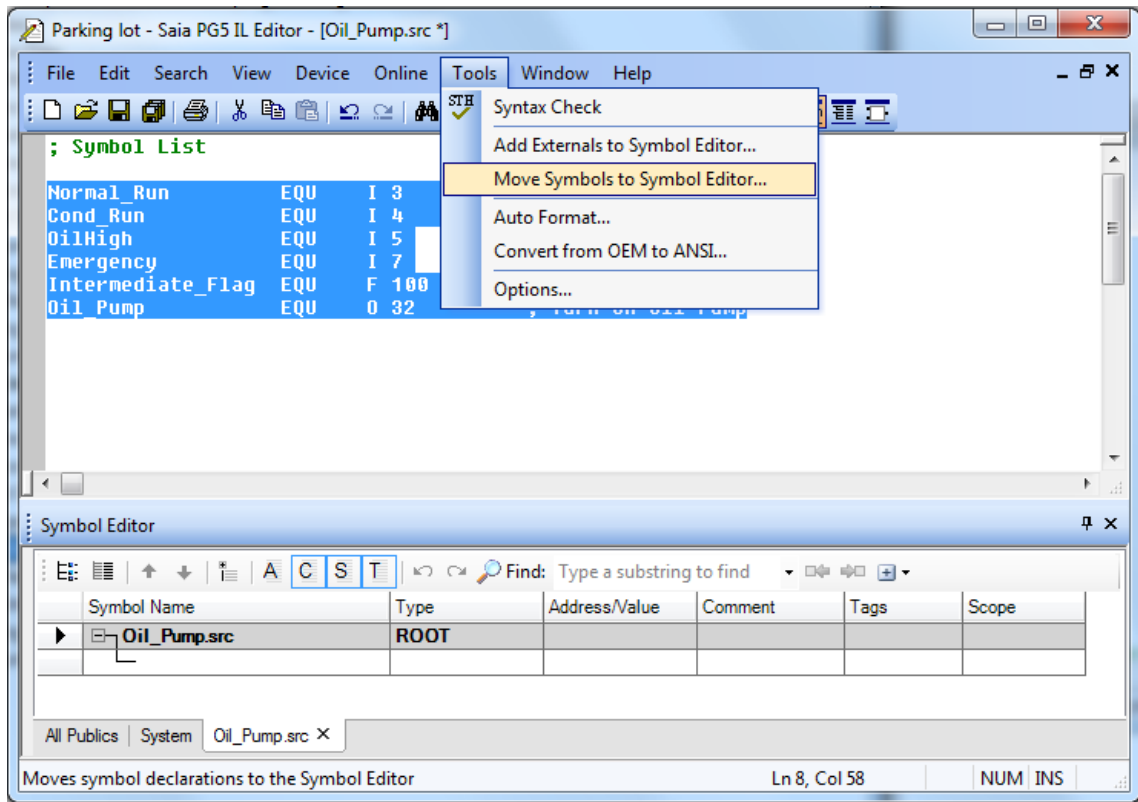 Parking lot - Saia PG5 IL Editor - [Oil_Pump.src *]
File Edit Search View Device Online Tools Window Help
STH Syntax Check
Add Externals to Symbol Editor...
Move Symbols to Symbol Editor...
Auto Format...
Convert from OEM to ANSI...
Options...
; Symbol List
Normal_Run EQU I 3
Cond_Run EQU I 4
OilHigh EQU I 5
Emergency EQU I 7
Intermediate_Flag EQU F 100
Oil_Pump EQU O 32 ; Turn on Oil Pump
Symbol Editor
A C S T Find: Type a substring to find
Symbol Name Type Address/Value Comment Tags Scope
Oil_Pump.src ROOT
All Publics System Oil_Pump.src
Moves symbol declarations to the Symbol Editor Ln 8, Col 58 NUM INS